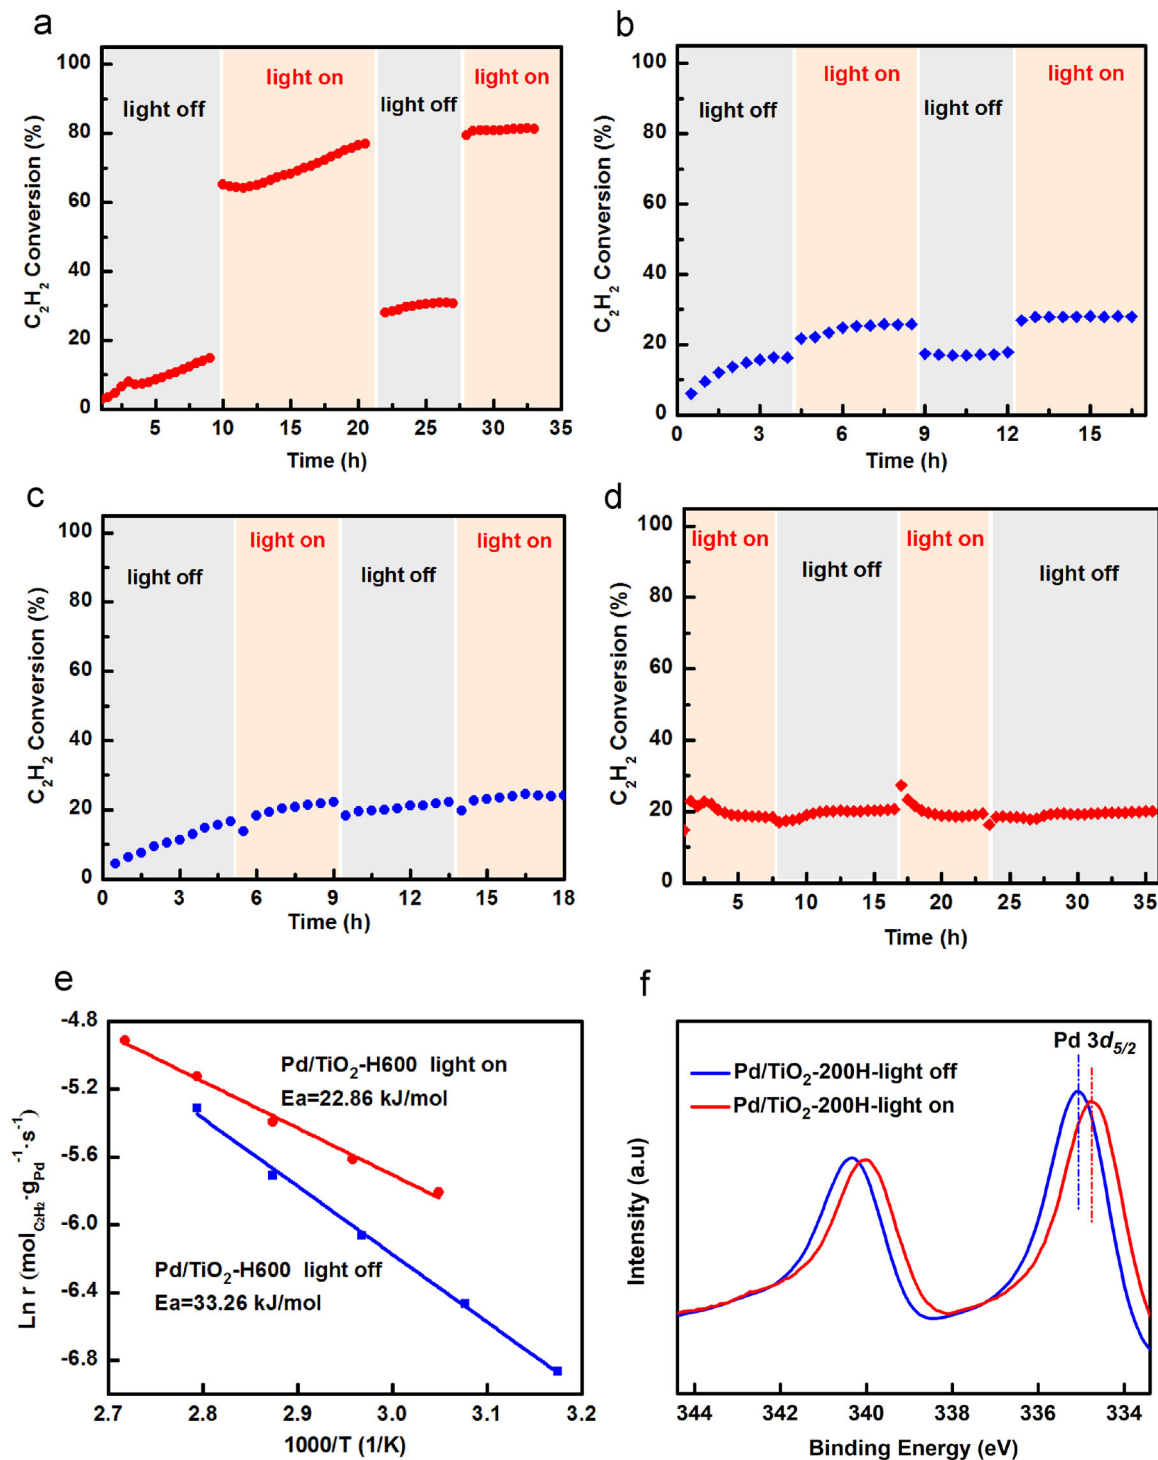 a
100
80
60
40
20
0
5
10
15
20
25
30
35
C2H2 Conversion (%)
Time (h)
light off
light on
light off
light on
b
100
80
60
40
20
0
0
3
6
9
12
15
C2H2 Conversion (%)
Time (h)
light off
light on
light off
light on
c
100
80
60
40
20
0
0
3
6
9
12
15
18
C2H2 Conversion (%)
Time (h)
light off
light on
light off
light on
d
100
80
60
40
20
0
5
10
15
20
25
30
35
C2H2 Conversion (%)
Time (h)
light on
light off
light on
light off
e
-4.8
-5.2
-5.6
-6.0
-6.4
-6.8
2.7
2.8
2.9
3.0
3.1
3.2
Ln r (molC2H2·gPd-1·s-1)
1000/T (1/K)
Pd/TiO2-H600 light on
Ea=22.86 kJ/mol
Pd/TiO2-H600 light off
Ea=33.26 kJ/mol
f
Pd 3d5/2
Pd/TiO2-200H-light off
Pd/TiO2-200H-light on
Intensity (a.u)
344
342
340
338
336
334
Binding Energy (eV)